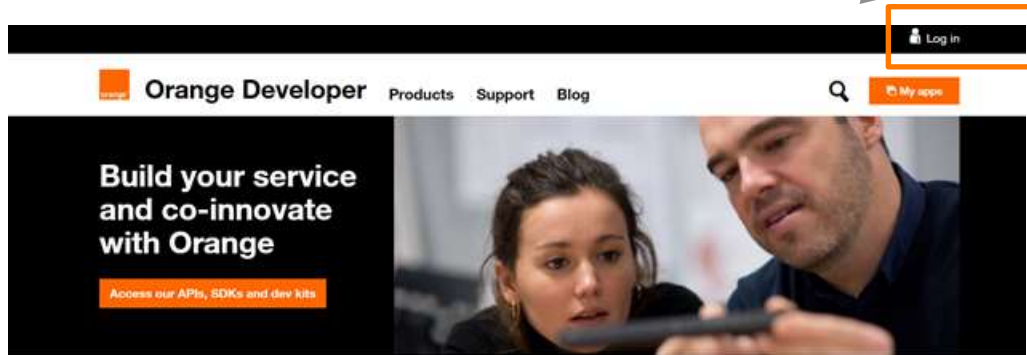 Log in
orange
Orange Developer Products Support Blog
My apps
Build your service
and co-innovate
with Orange
Access our APIs, SDKs and dev kits